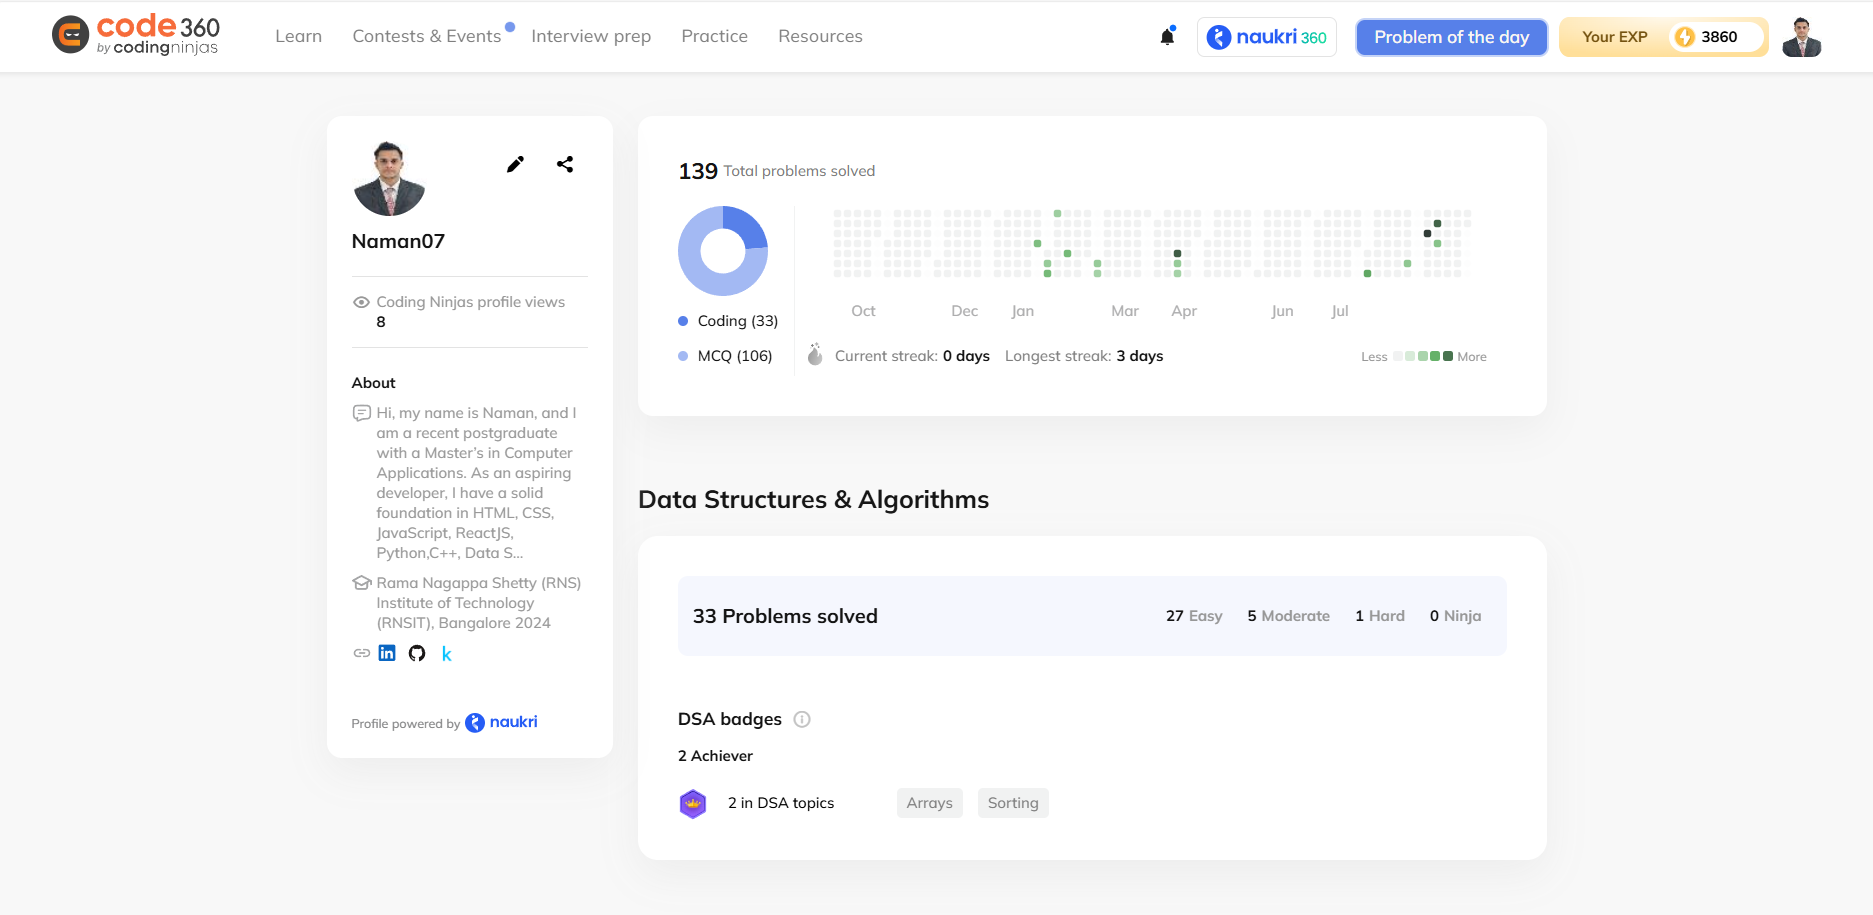 code 360
by codingninjas
Learn
Contests & Events
Interview prep
Practice
Resources
naukri 360
Problem of the day
Your EXP
3860
Naman07
Coding Ninjas profile views
8
About
Hi, my name is Naman, and I
am a recent postgraduate
with a Master’s in Computer
Applications. As an aspiring
developer, I have a solid
foundation in HTML, CSS,
JavaScript, ReactJS,
Python,C++, Data S...
Rama Nagappa Shetty (RNS)
Institute of Technology
(RNSIT), Bangalore 2024
in
k
Profile powered by naukri
139 Total problems solved
Coding (33)
MCQ (106)
Oct Dec Jan Mar Apr Jun Jul
Current streak: 0 days Longest streak: 3 days
Less More
Data Structures & Algorithms
33 Problems solved
27 Easy 5 Moderate 1 Hard 0 Ninja
DSA badges
2 Achiever
2 in DSA topics
Arrays
Sorting